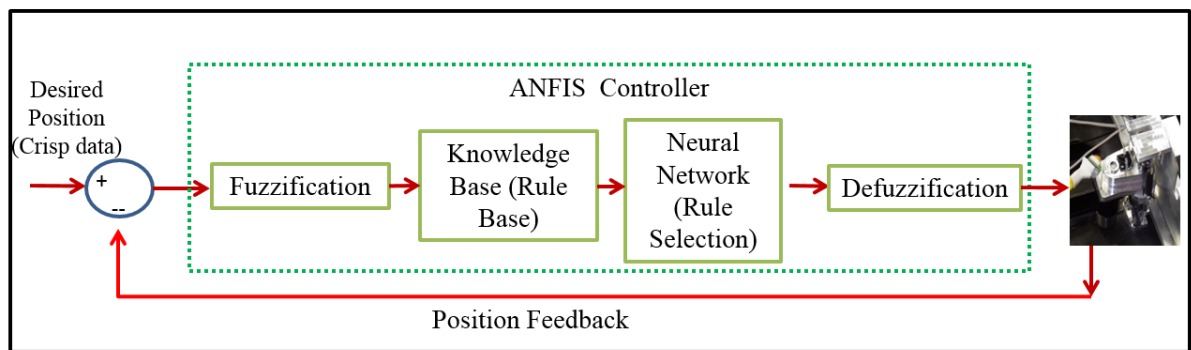 ANFIS Controller
Desired
Position
(Crisp data)
+
--
Fuzzification
Knowledge
Base (Rule
Base)
Neural
Network
(Rule
Selection)
Defuzzification
Position Feedback